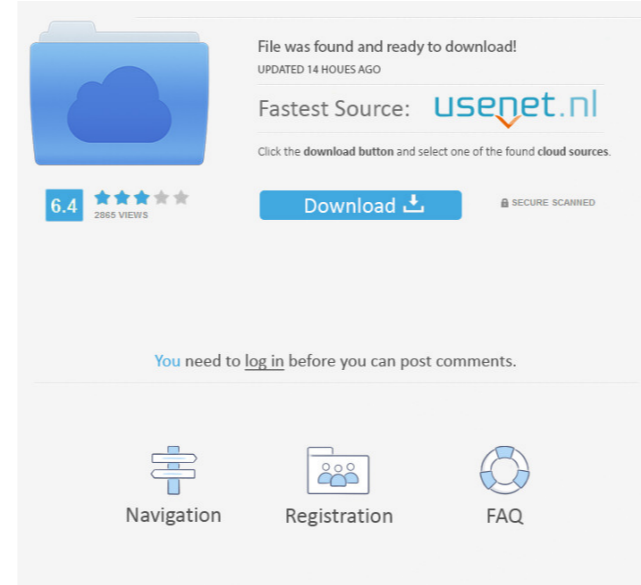 File was found and ready to download!
UPDATED 14 HOUES AGO
Fastest Source: usenet.nl
Click the download button and select one of the found cloud sources.
6.4
2865 VIEWS
Download
SECURE SCANNED
You need to log in before you can post comments.
Navigation
Registration
FAQ